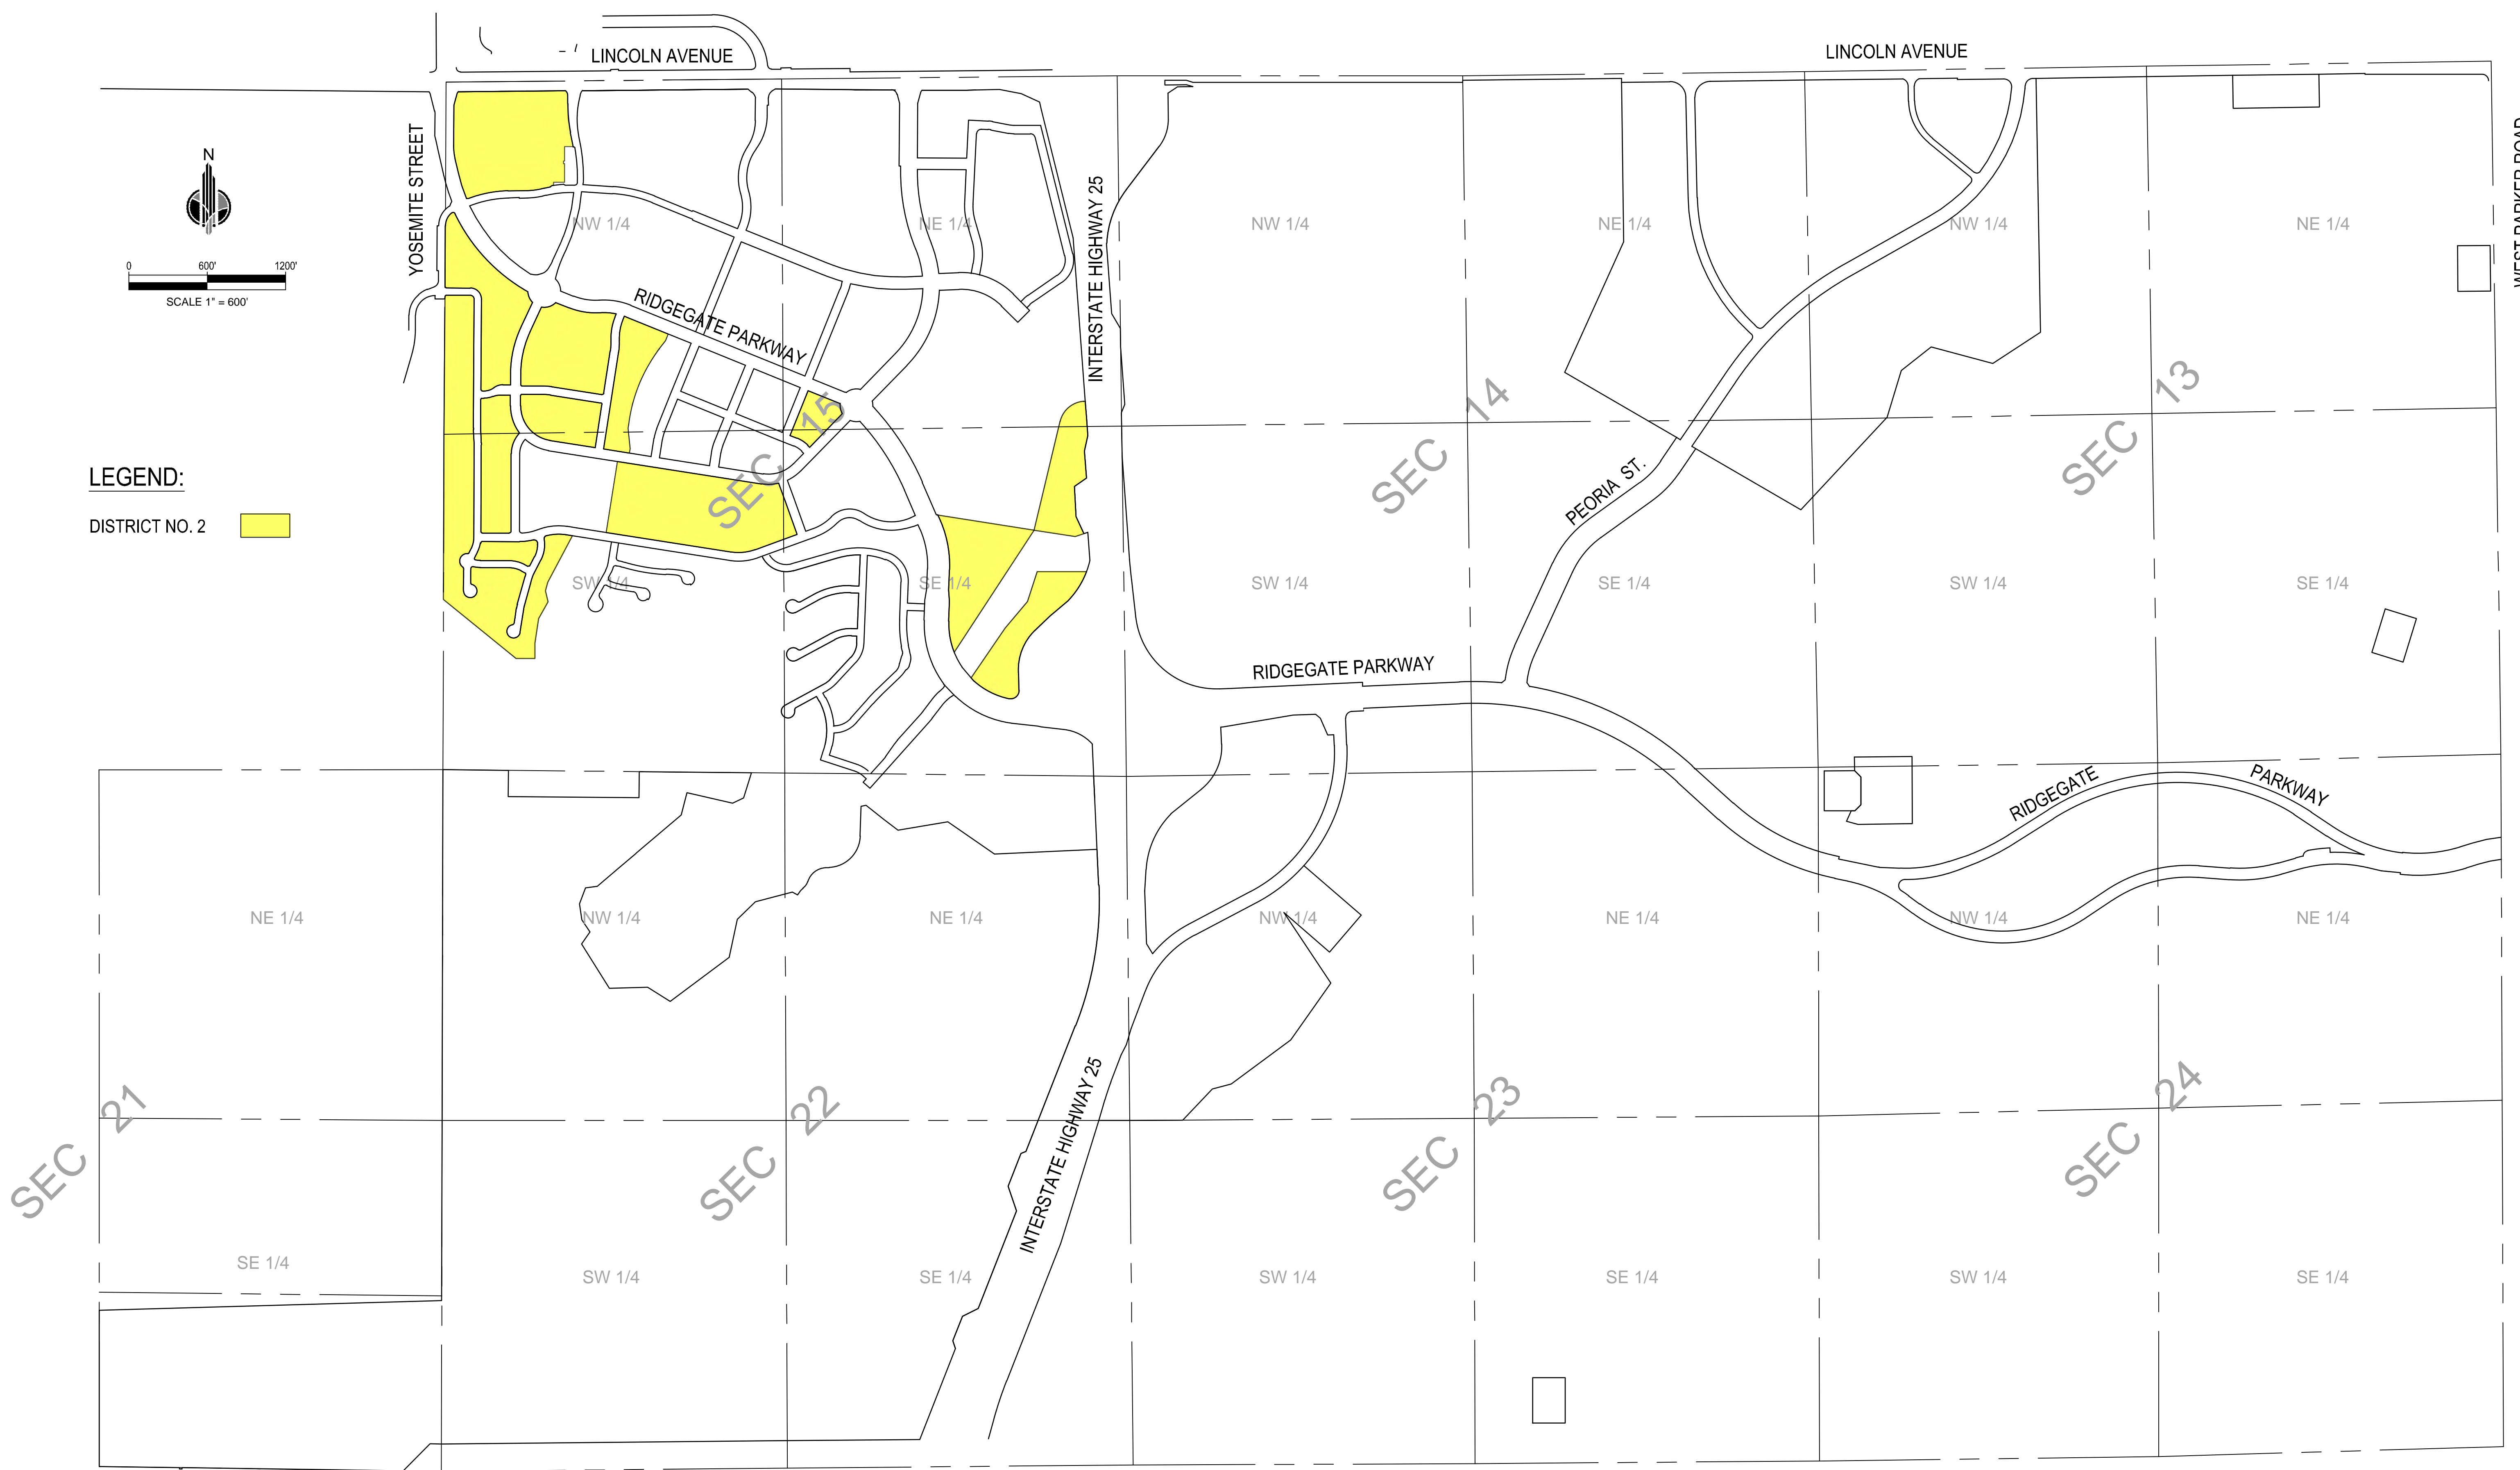 LINCOLN AVENUE
LINCOLN AVENUE
YOSEMITE STREET
N
0 600' 1200'
SCALE 1" = 600'
INTERSTATE HIGHWAY 25
WEST PARKER ROAD
NW 1/4
NE 1/4
NW 1/4
NE 1/4
NW 1/4
NE 1/4
RIDGEGATE PARKWAY
SEC 15
SEC 14
SEC 13
LEGEND:
DISTRICT NO. 2
PEORIA ST.
SW 1/4
SE 1/4
SW 1/4
SE 1/4
SW 1/4
SE 1/4
RIDGEGATE PARKWAY
RIDGEGATE PARKWAY
NE 1/4
NW 1/4
NE 1/4
NW 1/4
NE 1/4
NW 1/4
NE 1/4
SEC 21
SEC 22
INTERSTATE HIGHWAY 25
SEC 23
SEC 24
SE 1/4
SW 1/4
SE 1/4
SW 1/4
SE 1/4
SW 1/4
SE 1/4